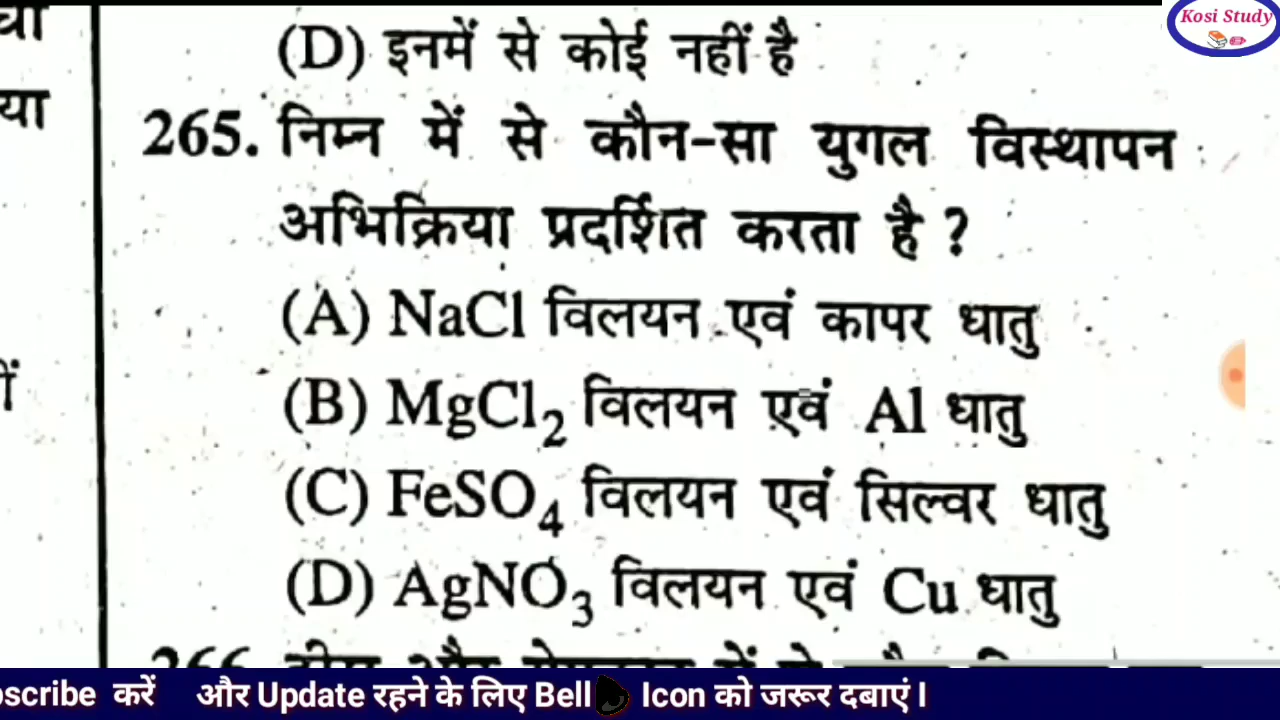 Kosi Study
(D) इनमें से कोई नहीं है
265. निम्न में से कौन-सा युगल विस्थापन
अभिक्रिया प्रदर्शित करता है ?
(A) NaCl विलयन एवं कापर धातु
(B) MgCl₂ विलयन एवं Al धातु
(C) FeSO₄ विलयन एवं सिल्वर धातु
(D) AgNO₃ विलयन एवं Cu धातु
करें और Update रहने के लिए Bell Icon को जरूर दबाएं I